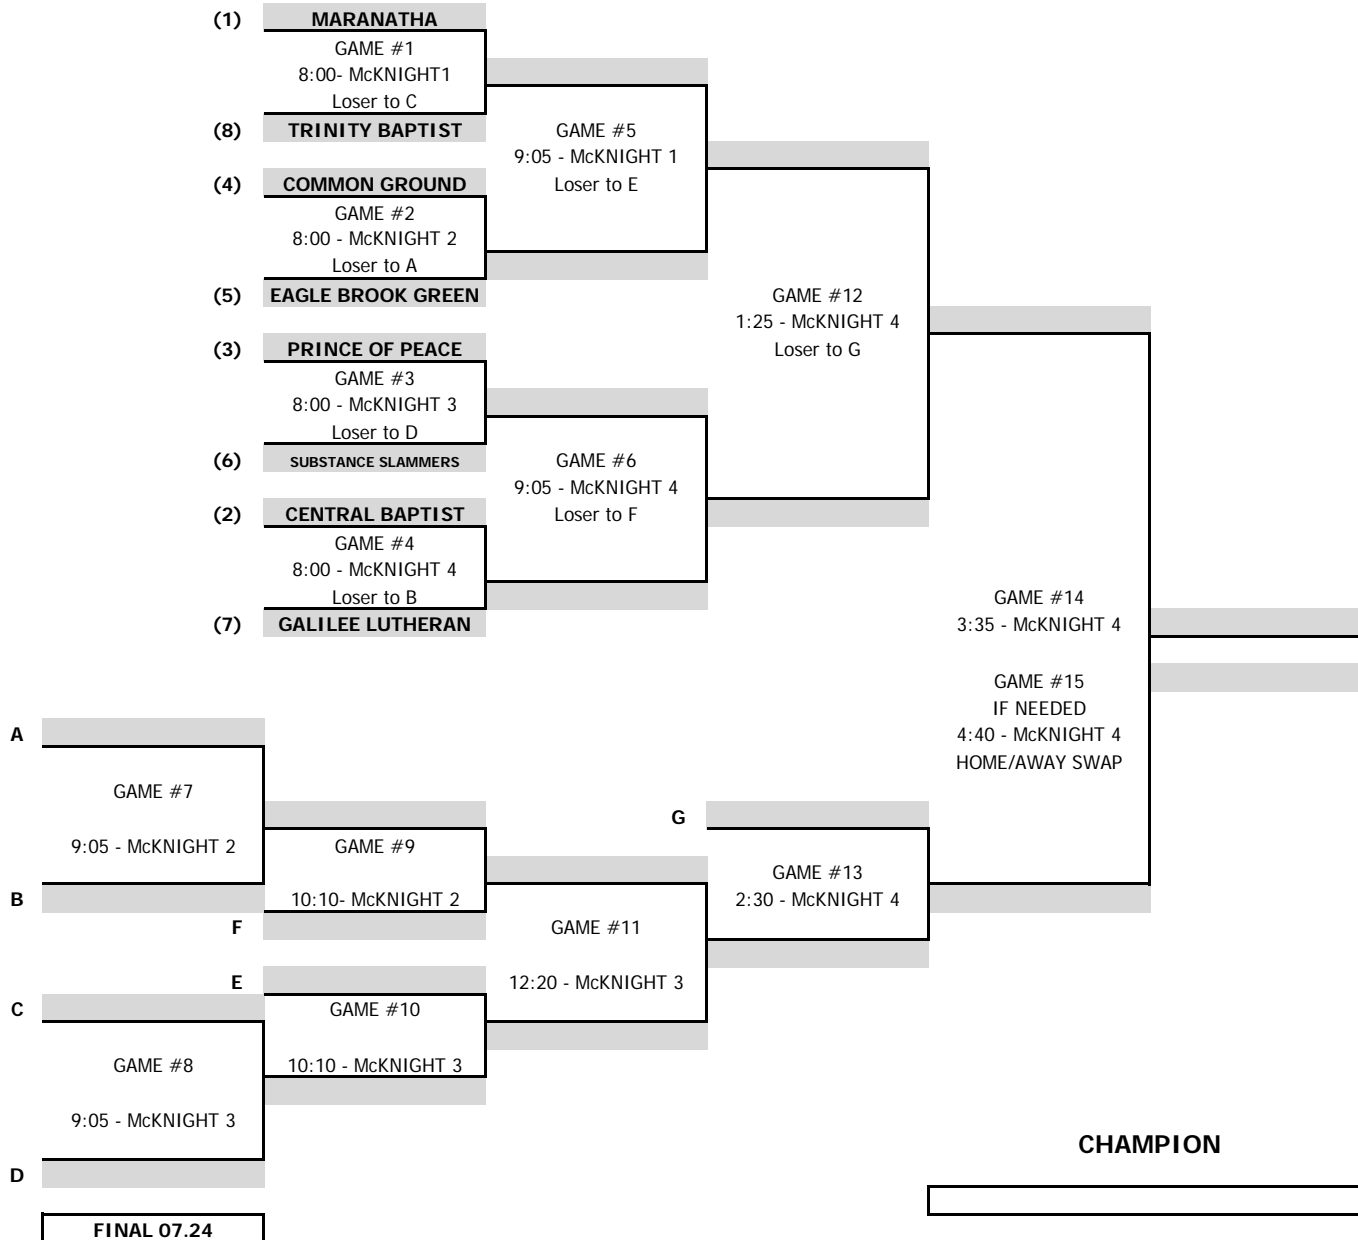 (1) MARANATHA
GAME #1
8:00- McKNIGHT1
Loser to C
(8) TRINITY BAPTIST
(4) COMMON GROUND
GAME #2
8:00 - McKNIGHT 2
Loser to A
(5) EAGLE BROOK GREEN
(3) PRINCE OF PEACE
GAME #3
8:00 - McKNIGHT 3
Loser to D
(6) SUBSTANCE SLAMMERS
(2) CENTRAL BAPTIST
GAME #4
8:00 - McKNIGHT 4
Loser to B
(7) GALILEE LUTHERAN
GAME #5
9:05 - McKNIGHT 1
Loser to E
GAME #6
9:05 - McKNIGHT 4
Loser to F
GAME #12
1:25 - McKNIGHT 4
Loser to G
GAME #14
3:35 - McKNIGHT 4
GAME #15
IF NEEDED
4:40 - McKNIGHT 4
HOME/AWAY SWAP
A
GAME #7
9:05 - McKNIGHT 2
B
GAME #9
10:10- McKNIGHT 2
F
E
GAME #10
10:10 - McKNIGHT 3
C
GAME #8
9:05 - McKNIGHT 3
D
GAME #11
12:20 - McKNIGHT 3
G
GAME #13
2:30 - McKNIGHT 4
CHAMPION
FINAL 07.24